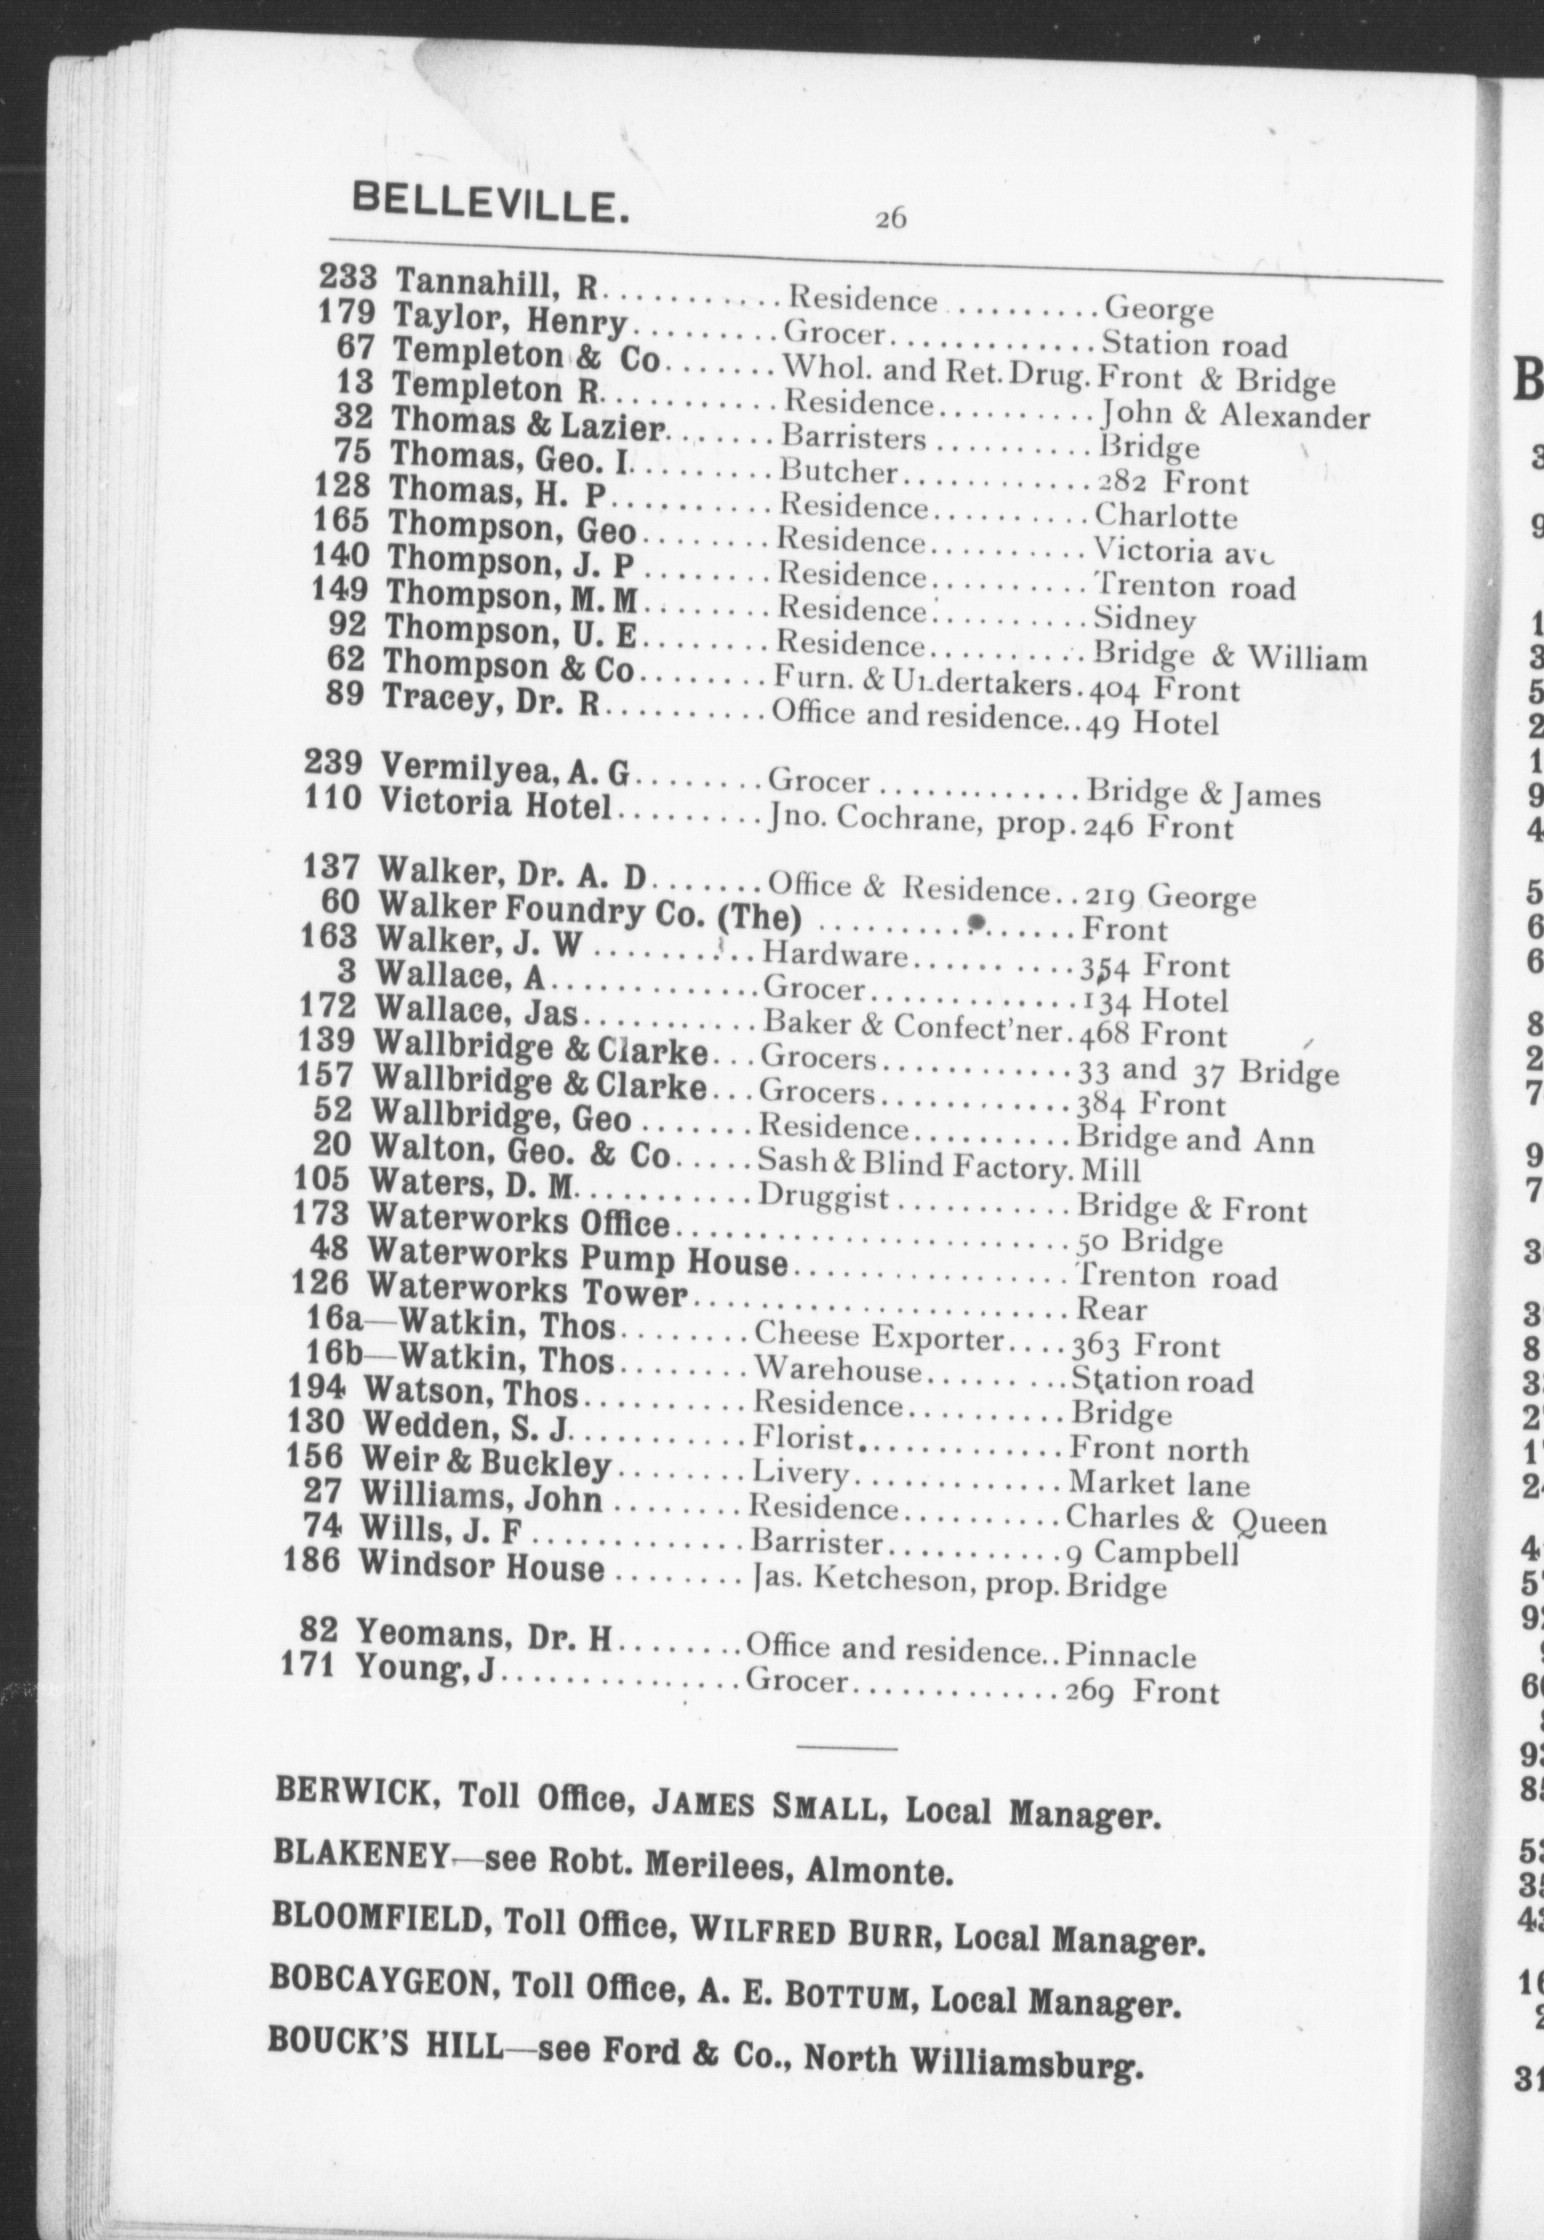 BELLEVILLE.
26
233 Tannahill, R...........Residence..........George
179 Taylor, Henry.........Grocer.............Station road
67 Templeton & Co.......Whol. and Ret. Drug. Front & Bridge
13 Templeton R...........Residence..........John & Alexander
32 Thomas & Lazier.......Barristers..........Bridge
75 Thomas, Geo. I.........Butcher............282 Front
128 Thomas, H. P..........Residence..........Charlotte
165 Thompson, Geo........Residence..........Victoria ave
140 Thompson, J. P........Residence..........Trenton road
149 Thompson, M. M........Residence..........Sidney
92 Thompson, U. E........Residence..........Bridge & William
62 Thompson & Co........Furn. & Undertakers.404 Front
89 Tracey, Dr. R..........Office and residence..49 Hotel
239 Vermilyea, A. G........Grocer.............Bridge & James
110 Victoria Hotel.........Jno. Cochrane, prop.246 Front
137 Walker, Dr. A. D.......Office & Residence..219 George
60 Walker Foundry Co. (The)................Front
163 Walker, J. W..........Hardware..........354 Front
3 Wallace, A.............Grocer.............134 Hotel
172 Wallace, Jas...........Baker & Confect'ner.468 Front
139 Wallbridge & Clarke...Grocers............33 and 37 Bridge
157 Wallbridge & Clarke...Grocers............384 Front
52 Wallbridge, Geo.......Residence..........Bridge and Ann
20 Walton, Geo. & Co.....Sash & Blind Factory. Mill
105 Waters, D. M...........Druggist...........Bridge & Front
173 Waterworks Office........................50 Bridge
48 Waterworks Pump House.................Trenton road
126 Waterworks Tower.......................Rear
16a—Watkin, Thos........Cheese Exporter....363 Front
16b—Watkin, Thos........Warehouse.........Station road
194 Watson, Thos..........Residence..........Bridge
130 Wedden, S. J...........Florist.............Front north
156 Weir & Buckley........Livery.............Market lane
27 Williams, John........Residence..........Charles & Queen
74 Wills, J. F.............Barrister...........9 Campbell
186 Windsor House........Jas. Ketcheson, prop. Bridge
82 Yeomans, Dr. H........Office and residence..Pinnacle
171 Young, J...............Grocer.............269 Front
BERWICK, Toll Office, JAMES SMALL, Local Manager.
BLAKENEY—see Robt. Merilees, Almonte.
BLOOMFIELD, Toll Office, WILFRED BURR, Local Manager.
BOBCAYGEON, Toll Office, A. E. BOTTUM, Local Manager.
BOUCK'S HILL—see Ford & Co., North Williamsburg.